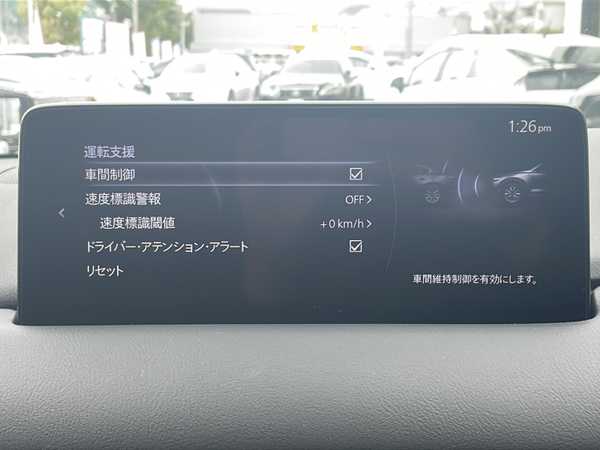 1:26 pm
運転支援
車間制御
速度標識警報 OFF >
速度標識閾値 +0 km/h >
ドライバー・アテンション・アラート
リセット
車間維持制御を有効にします。